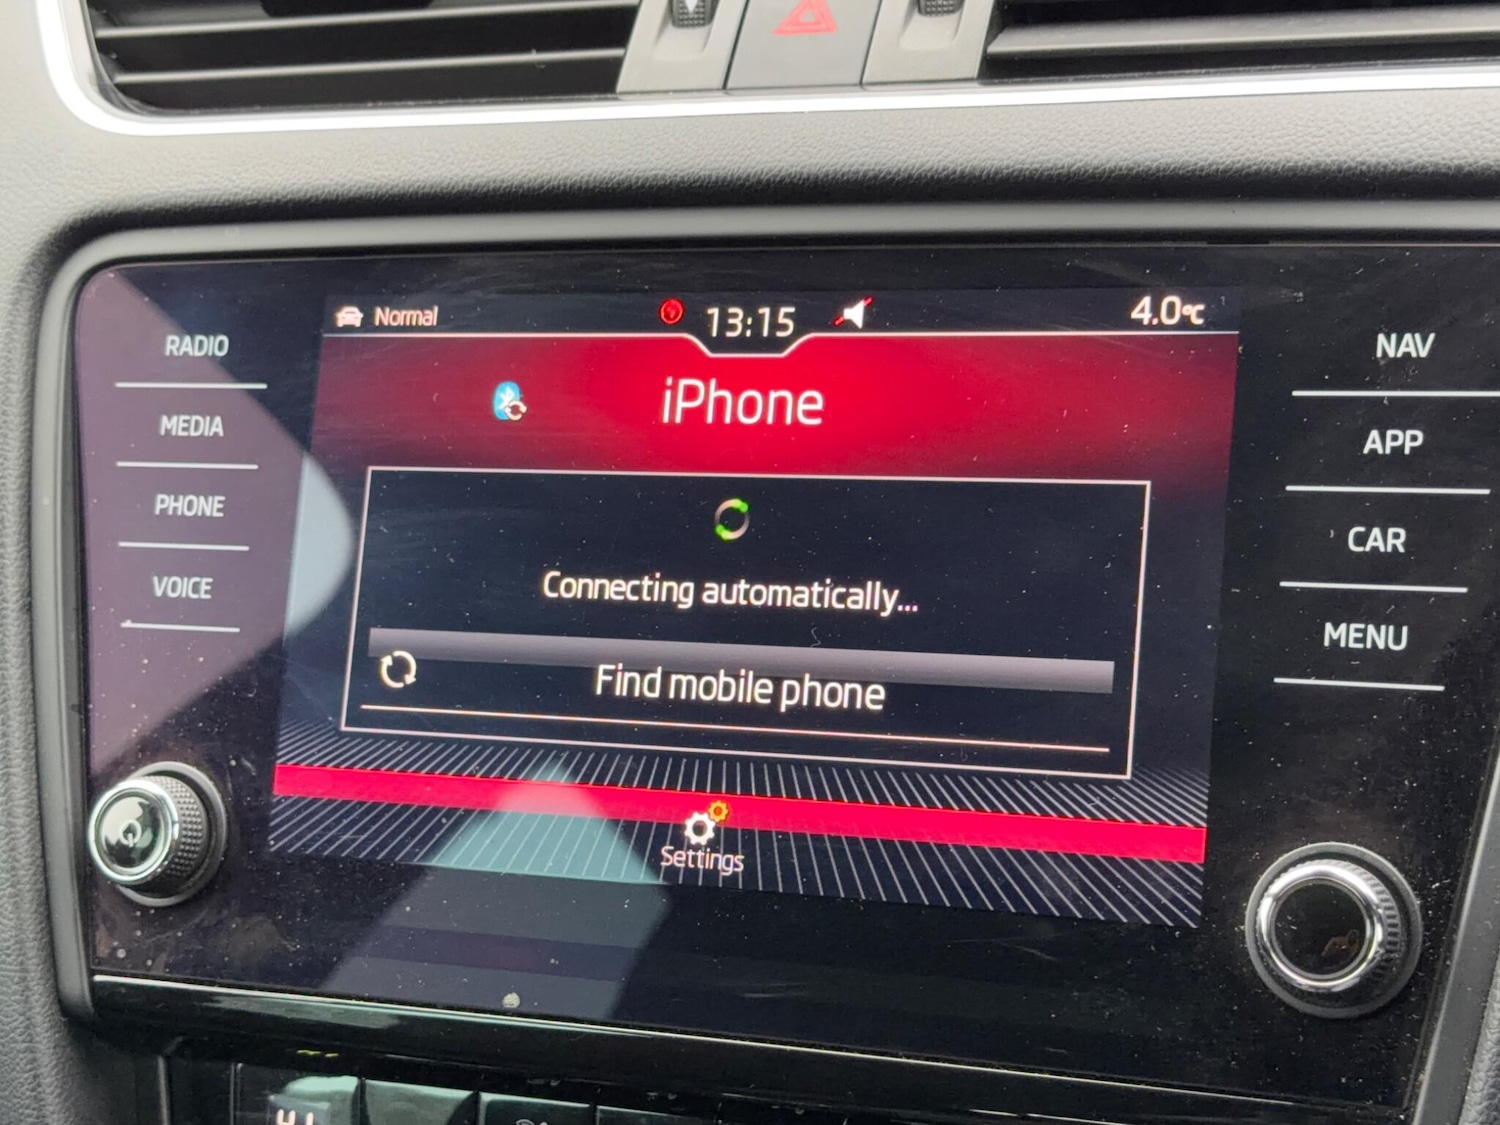 Normal
13:15
4.0°C
RADIO
MEDIA
PHONE
VOICE
iPhone
Connecting automatically...
Find mobile phone
Settings
NAV
APP
CAR
MENU